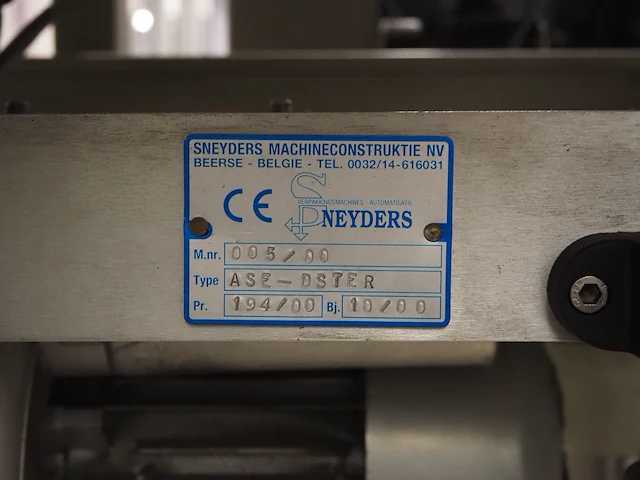 SNEYDERS MACHINECONSTRUKTIE NV
BEERSE - BELGIE - TEL. 0032/14-616031
CE
VERPAKKINGSMACHINES AUTOMATISATIE
SNEYDERS
M.nr. 005/00
Type ASE-DSTER
Pr. 194/00 Bj. 10/00